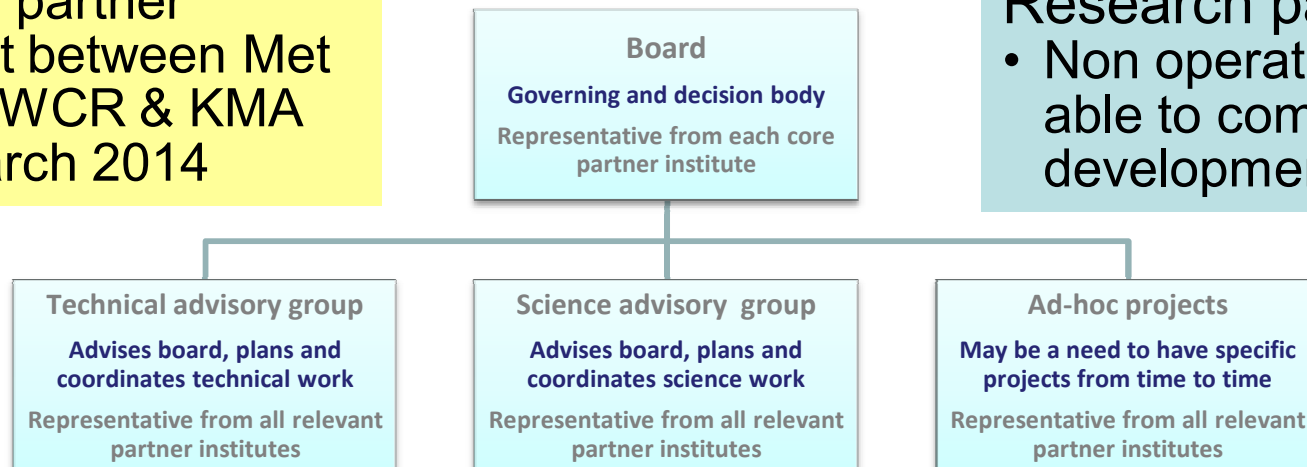 partner
t between Met
WCR & KMA
arch 2014
Board
Governing and decision body
Representative from each core
partner institute
Research pa
• Non operat
able to com
developme
Technical advisory group
Advises board, plans and
coordinates technical work
Representative from all relevant
partner institutes
Science advisory group
Advises board, plans and
coordinates science work
Representative from all relevant
partner institutes
Ad-hoc projects
May be a need to have specific
projects from time to time
Representative from all relevant
partner institutes